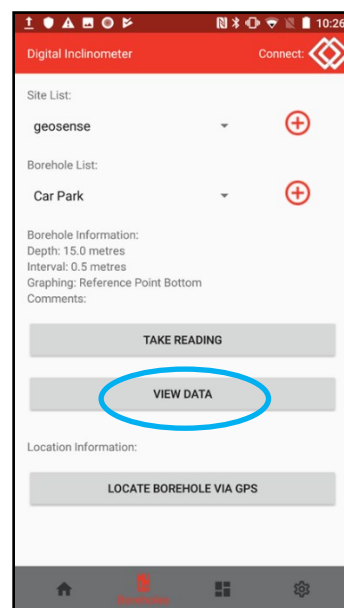 10:26
Digital Inclinometer
Connect:
Site List:
geosense
Borehole List:
Car Park
Borehole Information:
Depth: 15.0 metres
Interval: 0.5 metres
Graphing: Reference Point Bottom
Comments:
TAKE READING
VIEW DATA
Location Information:
LOCATE BOREHOLE VIA GPS
Boreholes